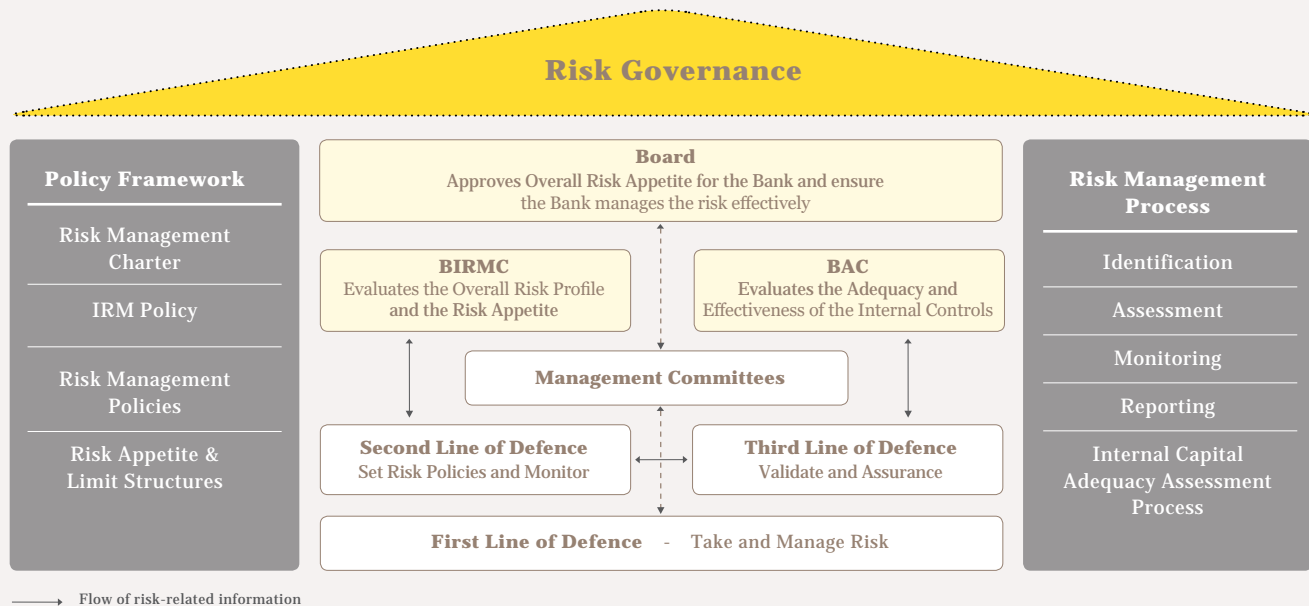 Risk Governance
Policy Framework
Risk Management
Charter
IRM Policy
Risk Management
Policies
Risk Appetite &
Limit Structures
Board
Approves Overall Risk Appetite for the Bank and ensure
the Bank manages the risk effectively
BIRMC
Evaluates the Overall Risk Profile
and the Risk Appetite
BAC
Evaluates the Adequacy and
Effectiveness of the Internal Controls
Management Committees
Second Line of Defence
Set Risk Policies and Monitor
Third Line of Defence
Validate and Assurance
First Line of Defence - Take and Manage Risk
Risk Management
Process
Identification
Assessment
Monitoring
Reporting
Internal Capital
Adequacy Assessment
Process
Flow of risk-related information